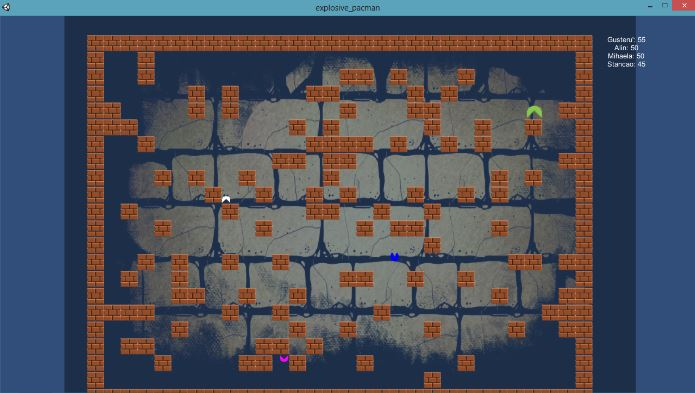 explosive_pacman
Gusteru': 55
Alin: 50
Mihaela: 50
Stancao: 45